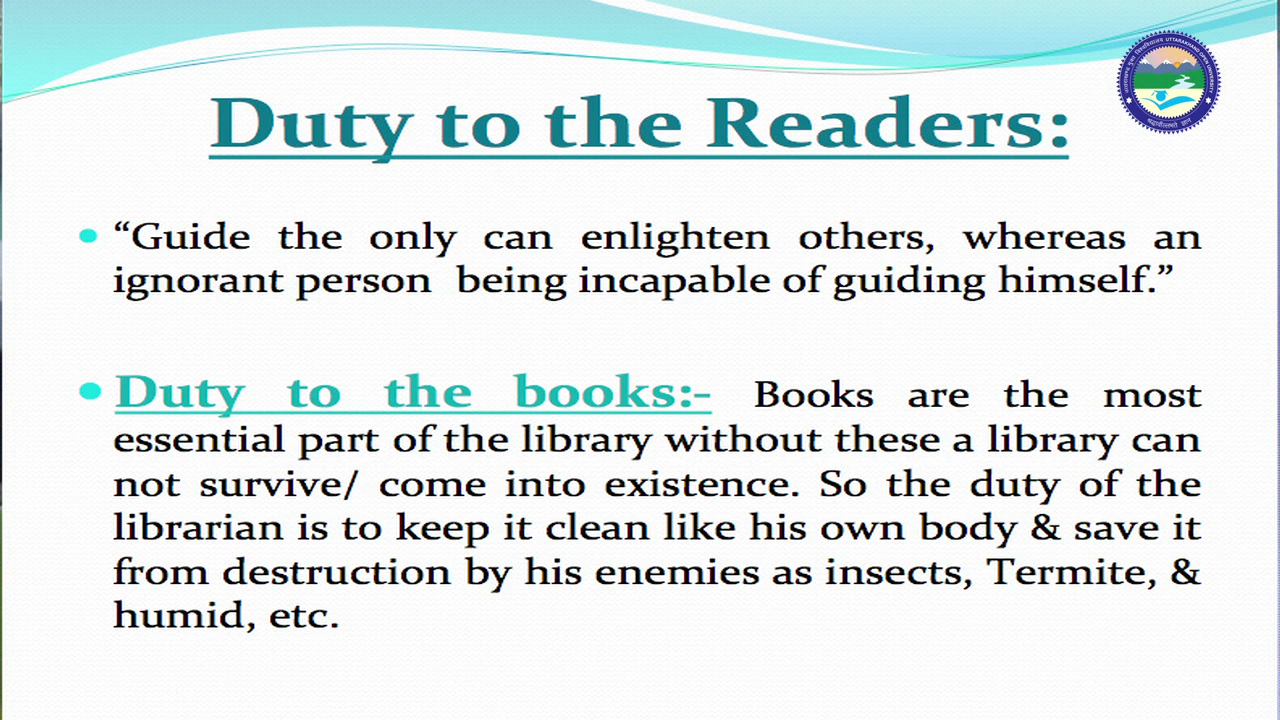 Duty to the Readers:
UTTARAKHAND OPEN UNIVERSITY
“Guide the only can enlighten others, whereas an
ignorant person being incapable of guiding himself.”
Duty to the books:- Books are the most
essential part of the library without these a library can
not survive/ come into existence. So the duty of the
librarian is to keep it clean like his own body & save it
from destruction by his enemies as insects, Termite, &
humid, etc.